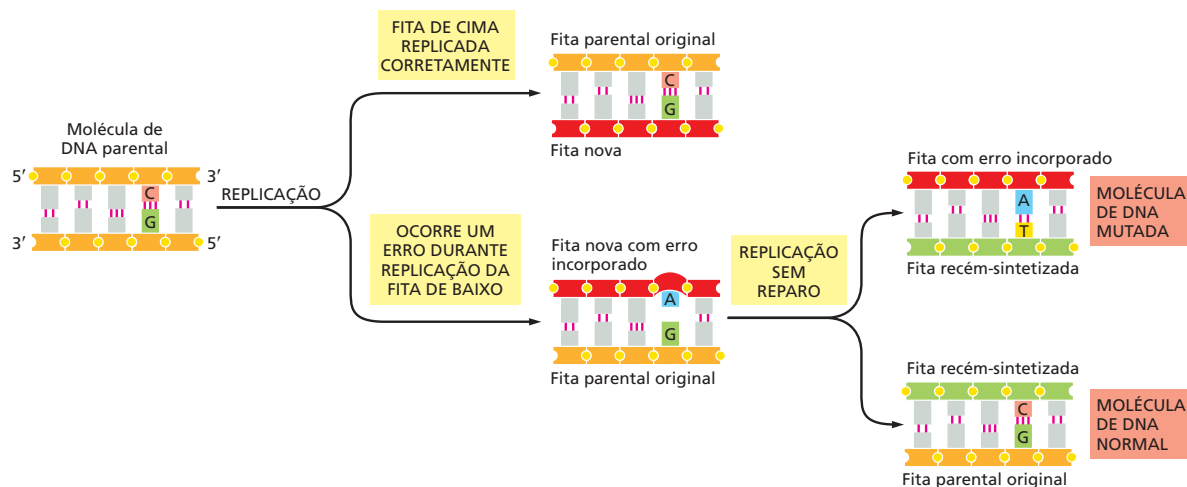 Molécula de
DNA parental
5′
3′
C
G
3′
5′
REPLICAÇÃO
FITA DE CIMA
REPLICADA
CORRETAMENTE
Fita parental original
C
G
Fita nova
OCORRE UM
ERRO DURANTE
REPLICAÇÃO DA
FITA DE BAIXO
Fita nova com erro
incorporado
A
G
Fita parental original
REPLICAÇÃO
SEM
REPARO
Fita com erro incorporado
A
T
Fita recém-sintetizada
MOLÉCULA
DE DNA
MUTADA
Fita recém-sintetizada
C
G
Fita parental original
MOLÉCULA
DE DNA
NORMAL